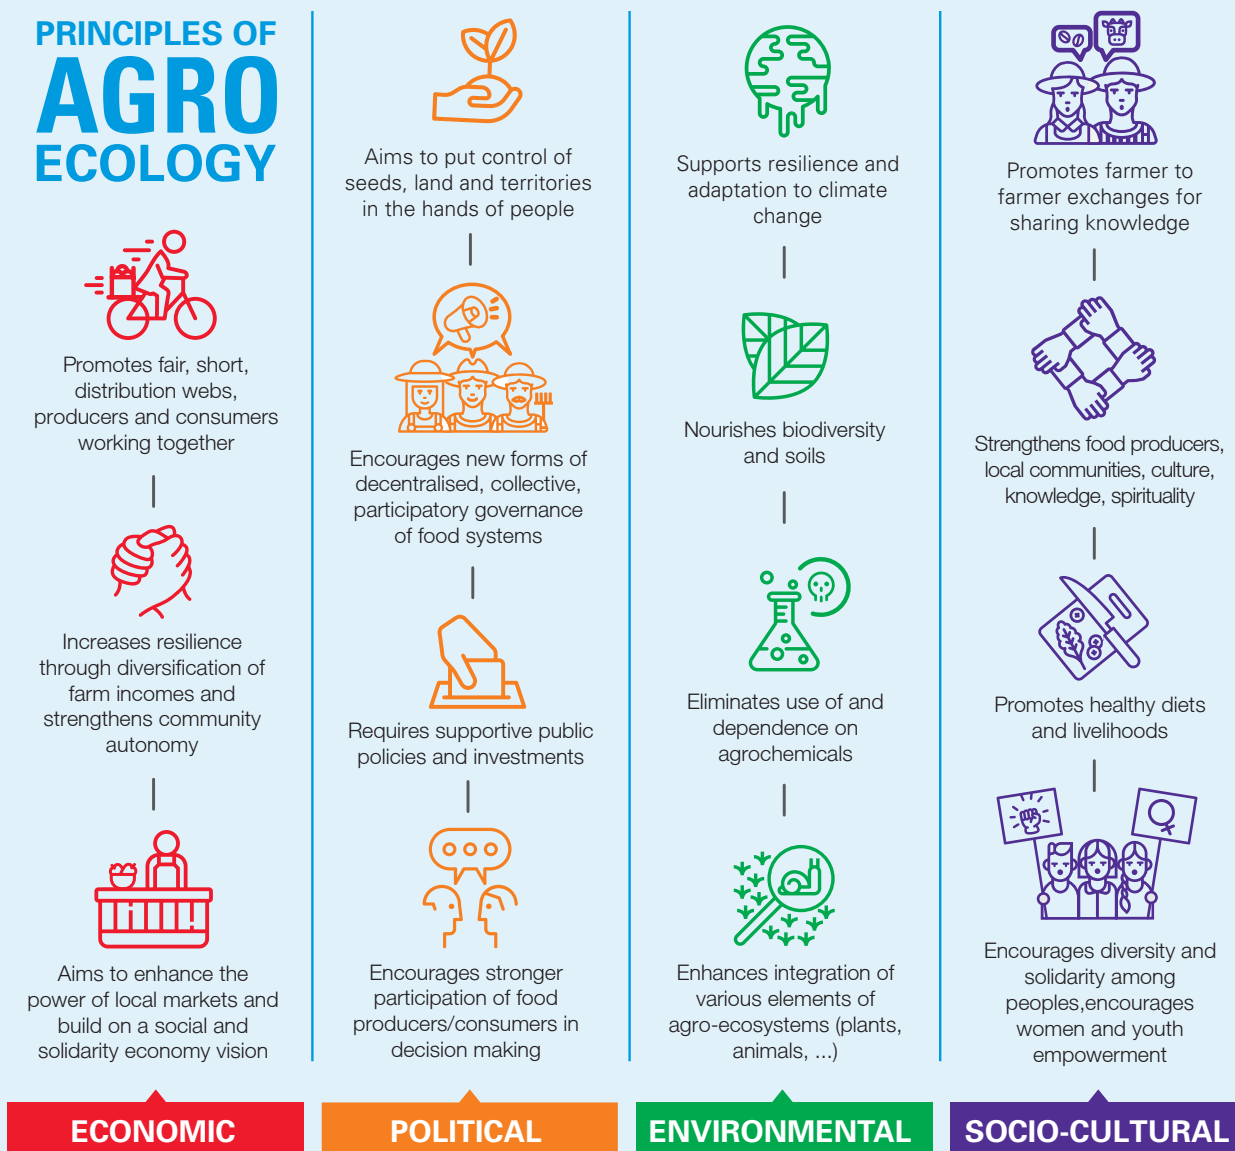 PRINCIPLES OF
AGRO
ECOLOGY
Promotes fair, short,
distribution webs,
producers and consumers
working together
Increases resilience
through diversification of
farm incomes and
strengthens community
autonomy
Aims to enhance the
power of local markets and
build on a social and
solidarity economy vision
ECONOMIC
Aims to put control of
seeds, land and territories
in the hands of people
Encourages new forms of
decentralised, collective,
participatory governance
of food systems
Requires supportive public
policies and investments
Encourages stronger
participation of food
producers/consumers in
decision making
POLITICAL
Supports resilience and
adaptation to climate
change
Nourishes biodiversity
and soils
Eliminates use of and
dependence on
agrochemicals
Enhances integration of
various elements of
agro-ecosystems (plants,
animals, ...)
ENVIRONMENTAL
Promotes farmer to
farmer exchanges for
sharing knowledge
Strengthens food producers,
local communities, culture,
knowledge, spirituality
Promotes healthy diets
and livelihoods
Encourages diversity and
solidarity among
peoples,encourages
women and youth
empowerment
SOCIO-CULTURAL